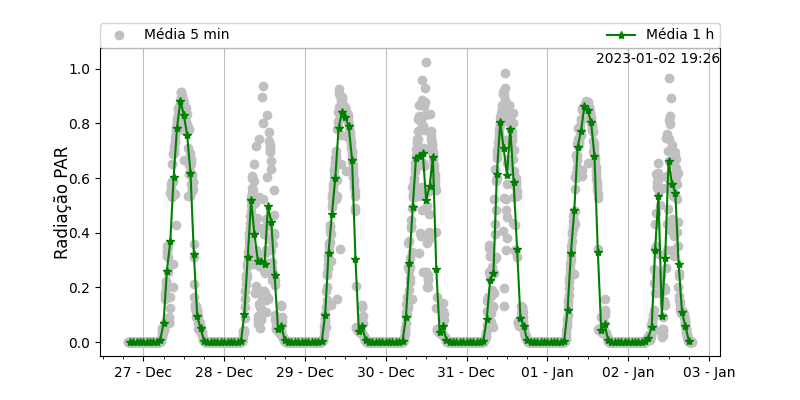 Média 5 min
Média 1 h
2023-01-02 19:26
Radiação PAR
1.0
0.8
0.6
0.4
0.2
0.0
27 - Dec
28 - Dec
29 - Dec
30 - Dec
31 - Dec
01 - Jan
02 - Jan
03 - Jan